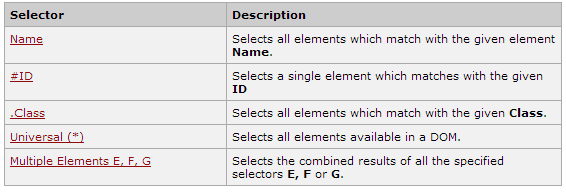 Selector Description
Name Selects all elements which match with the given element
Name.
#ID Selects a single element which matches with the given
ID
.Class Selects all elements which match with the given Class.
Universal (*) Selects all elements available in a DOM.
Multiple Elements E, F, G Selects the combined results of all the specified
selectors E, F or G.